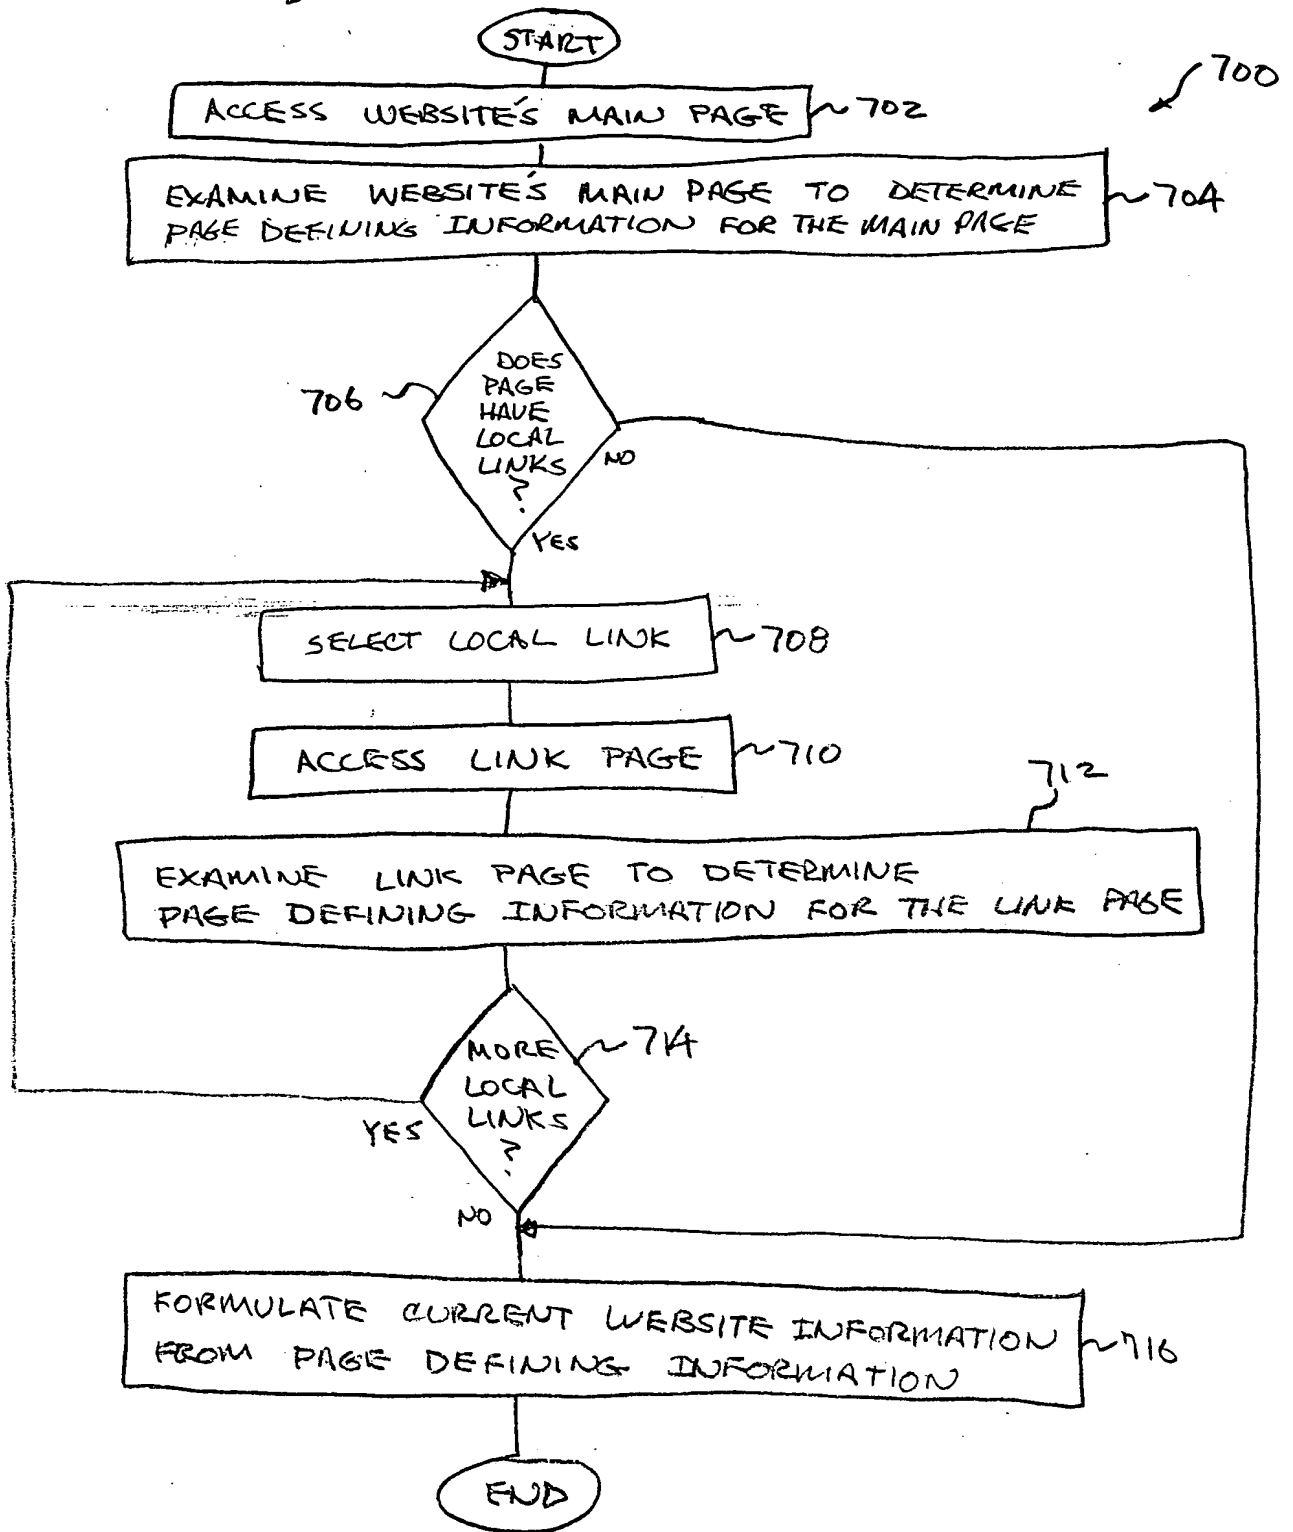 START
700
ACCESS WEBSITE'S MAIN PAGE
702
EXAMINE WEBSITE'S MAIN PAGE TO DETERMINE
PAGE DEFINING INFORMATION FOR THE MAIN PAGE
704
DOES
PAGE
HAVE
LOCAL
LINKS
?
706
NO
YES
SELECT LOCAL LINK
708
ACCESS LINK PAGE
710
712
EXAMINE LINK PAGE TO DETERMINE
PAGE DEFINING INFORMATION FOR THE LINK PAGE
MORE
LOCAL
LINKS
?
714
YES
NO
FORMULATE CURRENT WEBSITE INFORMATION
FROM PAGE DEFINING INFORMATION
716
END